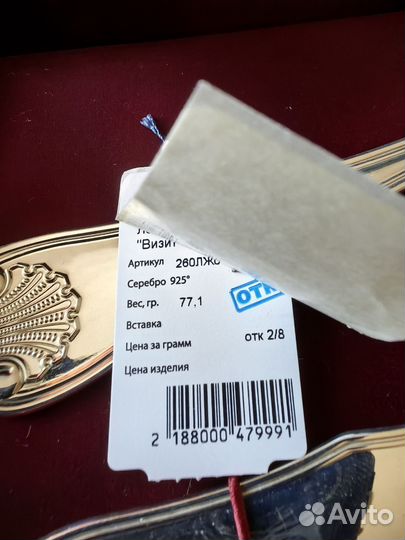 "Визит
Артикул 260ЛЖ
Серебро 925°
ОТК
Вес, гр. 77,1
Вставка
Цена за грамм отк 2/8
Цена изделия
2 188000 479991
Avito